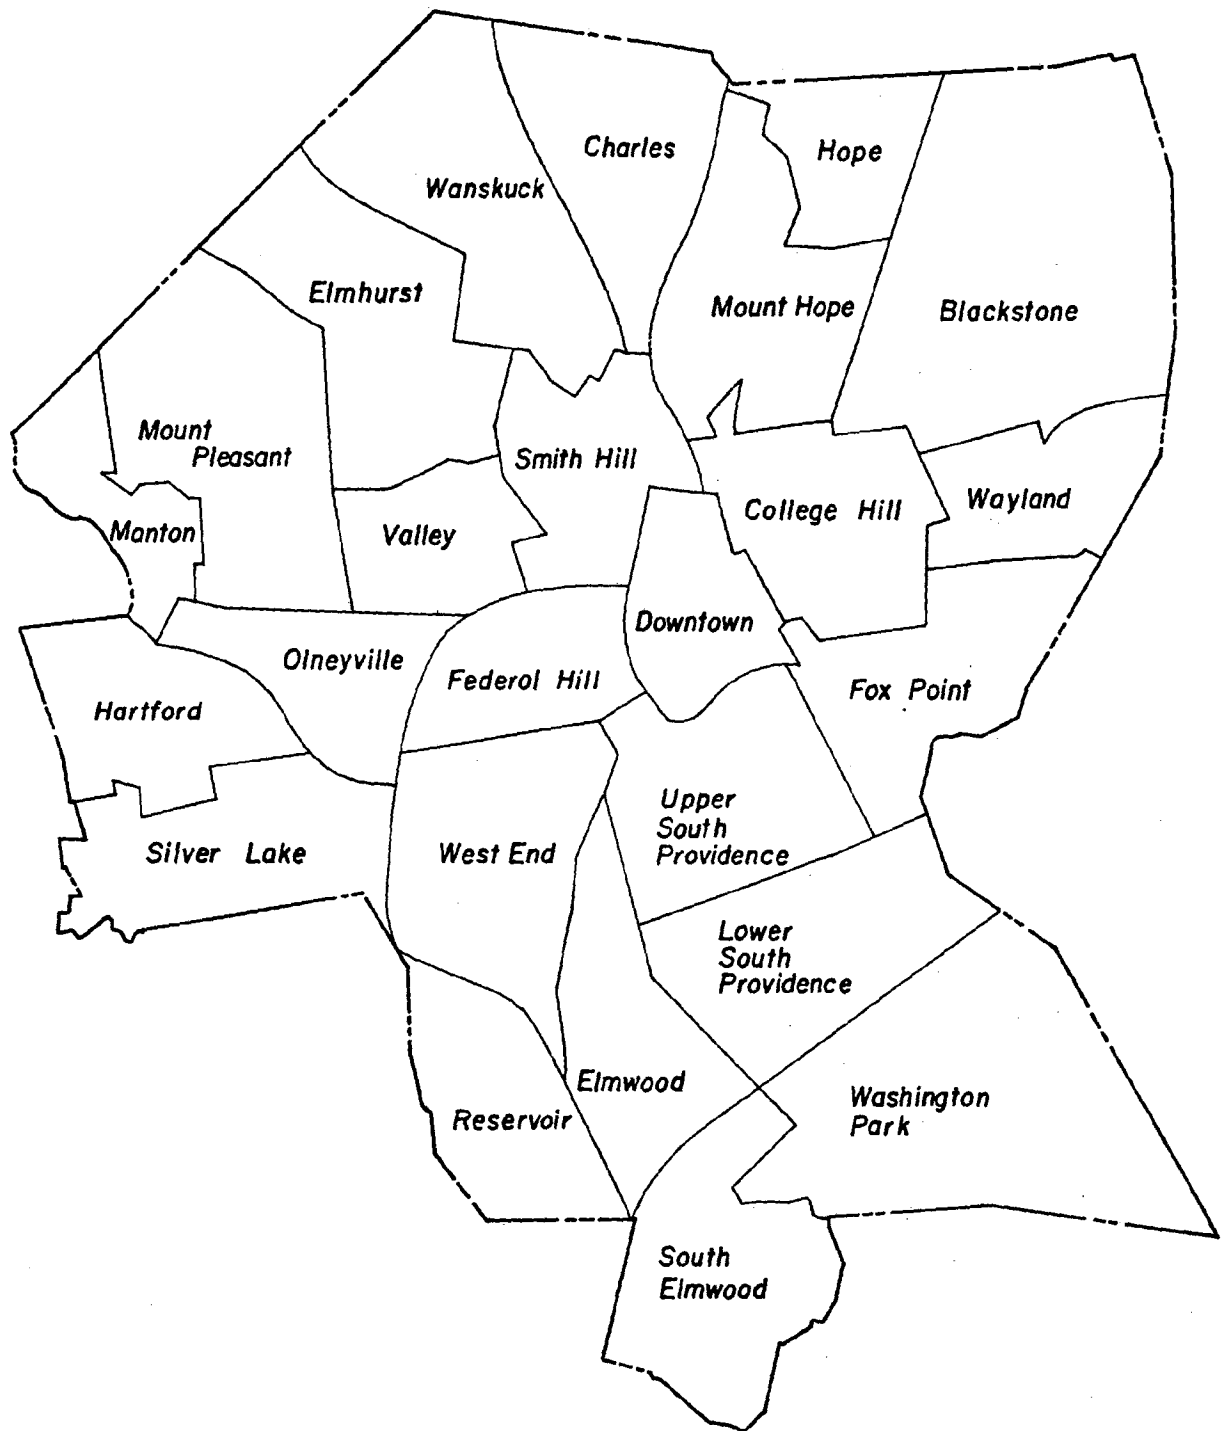 Charles
Hope
Wanskuck
Elmhurst
Mount Hope
Blackstone
Mount
Pleasant
Smith Hill
Wayland
College Hill
Manton
Valley
Downtown
Olneyville
Federol Hill
Fox Point
Hartford
Upper
South
Providence
Silver Lake
West End
Lower
South
Providence
Elmwood
Washington
Park
Reservoir
South
Elmwood